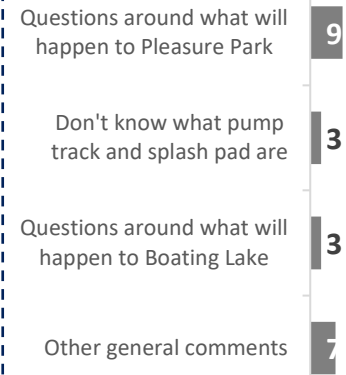 Questions around what will
happen to Pleasure Park
9
Don't know what pump
track and splash pad are
3
Questions around what will
happen to Boating Lake
3
Other general comments
7